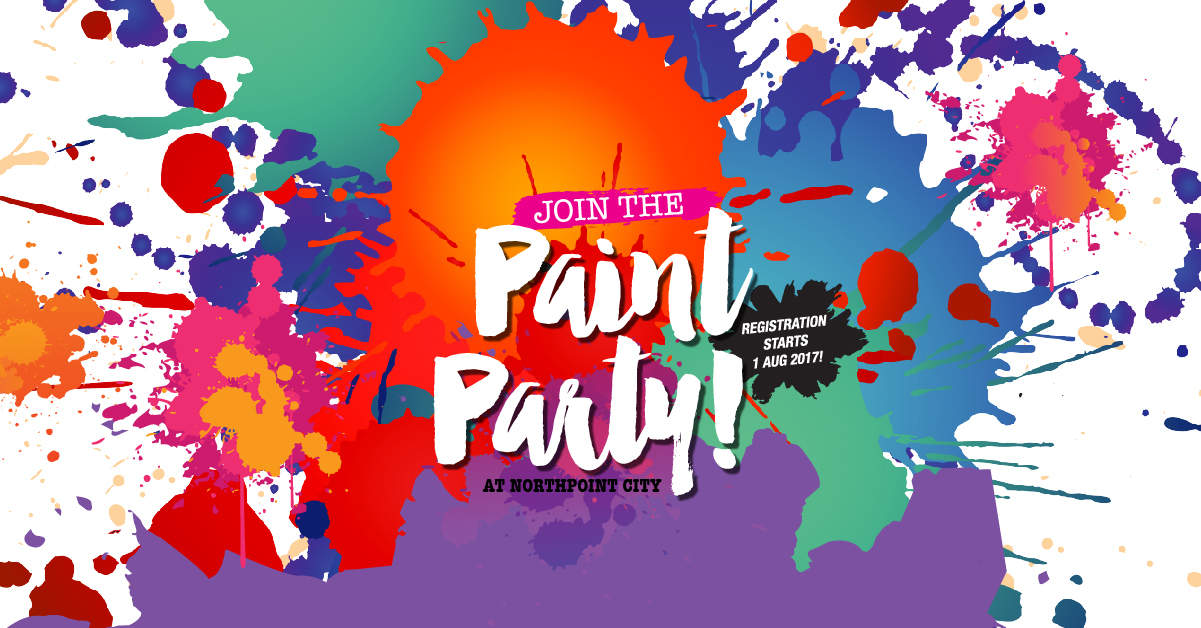 JOIN THE
Paint
Party!
REGISTRATION
STARTS
1 AUG 2017!
AT NORTHPOINT CITY